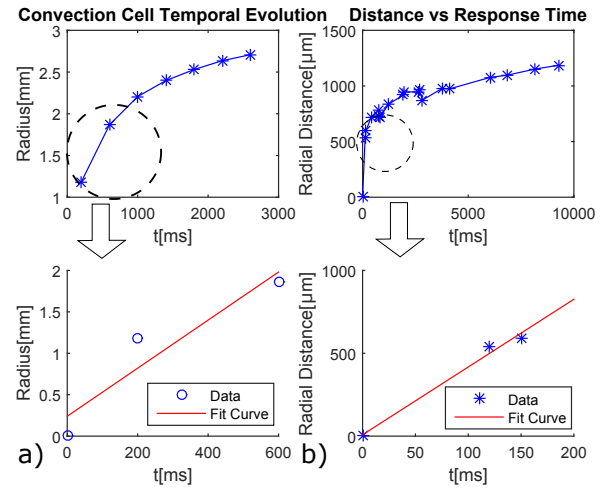 Convection Cell Temporal Evolution
Radius[mm]
3
2.5
2
1.5
1
0 1000 2000 3000
t[ms]
Distance vs Response Time
Radial Distance[µm]
1500
1000
500
0
0 5000 10000
t[ms]
Radius[mm]
2
1.5
1
0.5
0
0 200 400 600
t[ms]
Data
Fit Curve
a)
Radial Distance[µm]
1000
500
0
0 50 100 150 200
t[ms]
Data
Fit Curve
b)